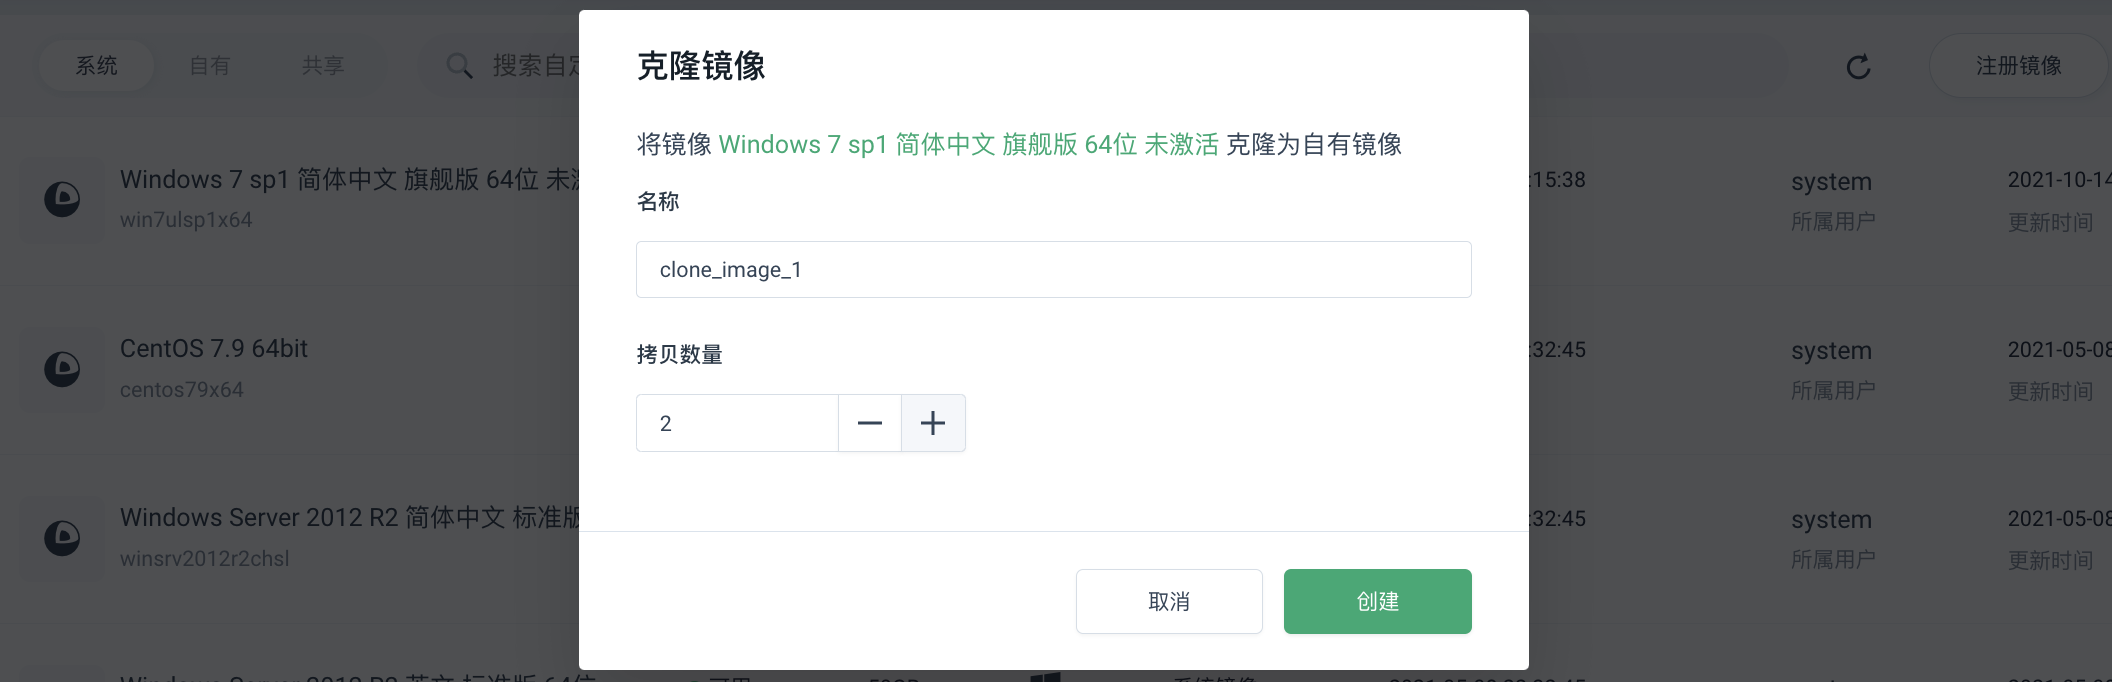 系统 自有 共享 搜索自定 注册镜像
克隆镜像
将镜像 Windows 7 sp1 简体中文 旗舰版 64位 未激活 克隆为自有镜像
名称
clone_image_1
拷贝数量
2
取消 创建
Windows 7 sp1 简体中文 旗舰版 64位 未 :15:38 system 2021-10-14
win7ulsp1x64 所属用户 更新时间
CentOS 7.9 64bit :32:45 system 2021-05-08
centos79x64 所属用户 更新时间
Windows Server 2012 R2 简体中文 标准版 :32:45 system 2021-05-08
winsrv2012r2chsl 所属用户 更新时间